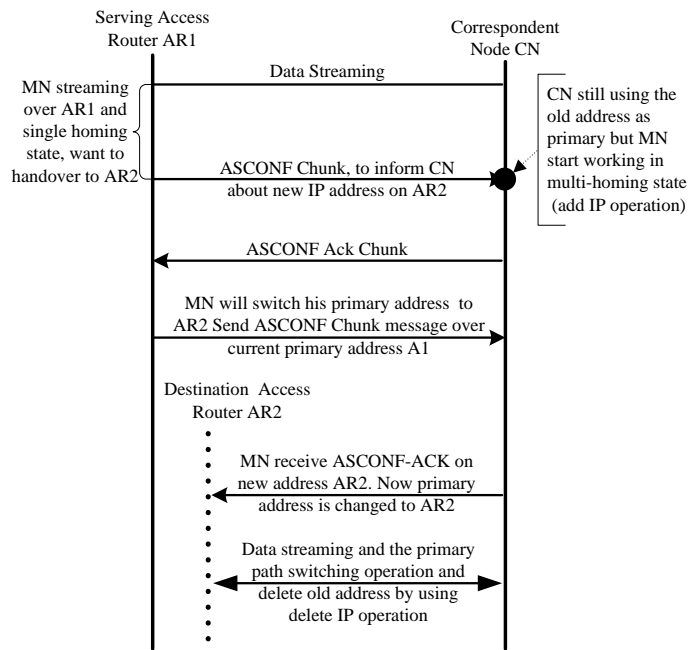 Serving Access
Router AR1
Correspondent
Node CN
Data Streaming
MN streaming
over AR1 and
single homing
state, want to
handover to AR2
CN still using the
old address as
primary but MN
start working in
multi-homing state
(add IP operation)
ASCONF Chunk, to inform CN
about new IP address on AR2
ASCONF Ack Chunk
MN will switch his primary address to
AR2 Send ASCONF Chunk message over
current primary address A1
Destination Access
Router AR2
MN receive ASCONF-ACK on
new address AR2. Now primary
address is changed to AR2
Data streaming and the primary
path switching operation and
delete old address by using
delete IP operation